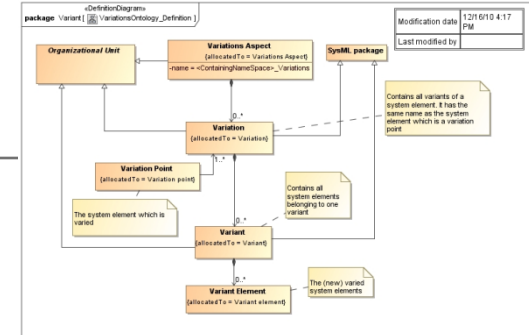 «DefinitionDiagram»
package Variant [ VariationsOntology_Definition ]
Modification date
12/16/10 4:17
PM
Last modified by
Organizational Unit
Variations Aspect
{allocatedTo = Variations Aspect}
-name = <ContainingNameSpace>_Variations
SysML package
Contains all variants of a
system element. It has the
same name as the system
element which is a variation
point
0..*
Variation
{allocatedTo = Variation}
1..*
Variation Point
{allocatedTo = Variation point}
Contains all
system elements
belonging to one
variant
The system element which is
varied
0..*
Variant
{allocatedTo = Variant}
0..*
The (new) varied
system elements
Variant Element
{allocatedTo = Variant element}